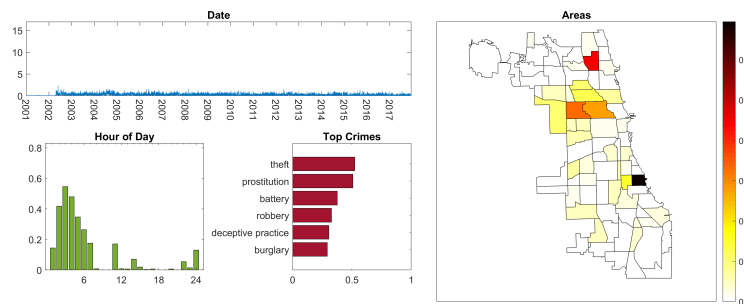 Date
15
10
5
0
2001 2002 2003 2004 2005 2006 2007 2008 2009 2010 2011 2012 2013 2014 2015 2016 2017
Hour of Day
0.8
0.6
0.4
0.2
0
6 12 18 24
Top Crimes
theft
prostitution
battery
robbery
deceptive practice
burglary
0 0.5 1
Areas
0
0
0
0
0
0
0